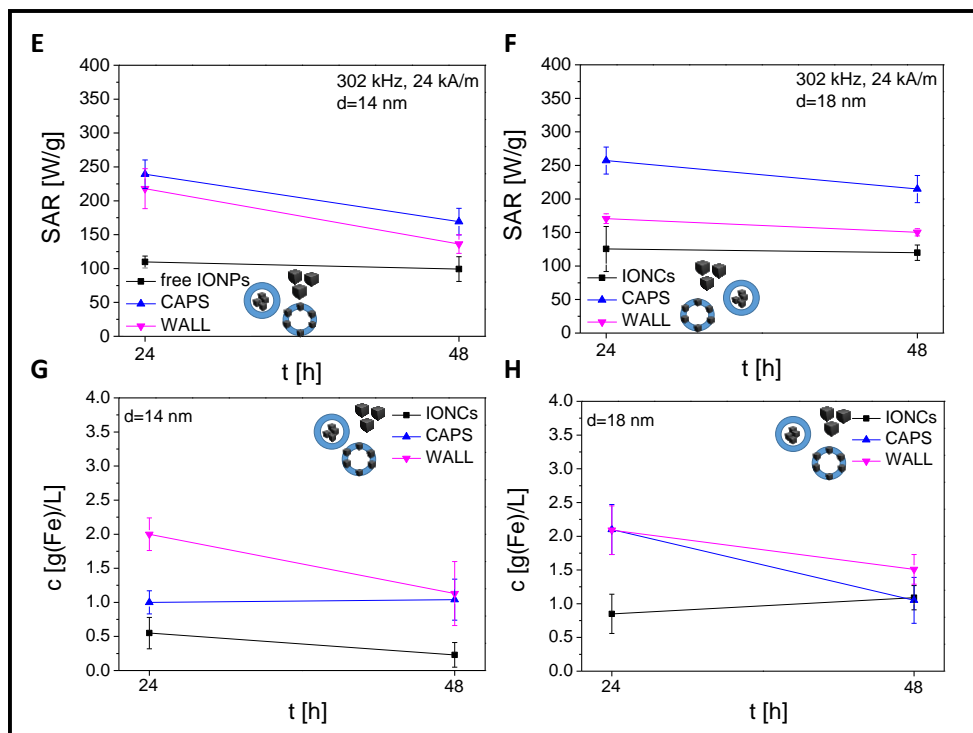 E
400
350
300
250
200
150
100
50
0
SAR [W/g]
302 kHz, 24 kA/m
d=14 nm
free IONPs
CAPS
WALL
24
48
t [h]
F
400
350
300
250
200
150
100
50
0
SAR [W/g]
302 kHz, 24 kA/m
d=18 nm
IONCs
CAPS
WALL
24
48
t [h]
G
4.0
3.5
3.0
2.5
2.0
1.5
1.0
0.5
0.0
c [g(Fe)/L]
d=14 nm
IONCs
CAPS
WALL
24
48
t [h]
H
4.0
3.5
3.0
2.5
2.0
1.5
1.0
0.5
0.0
c [g(Fe)/L]
d=18 nm
IONCs
CAPS
WALL
24
48
t [h]